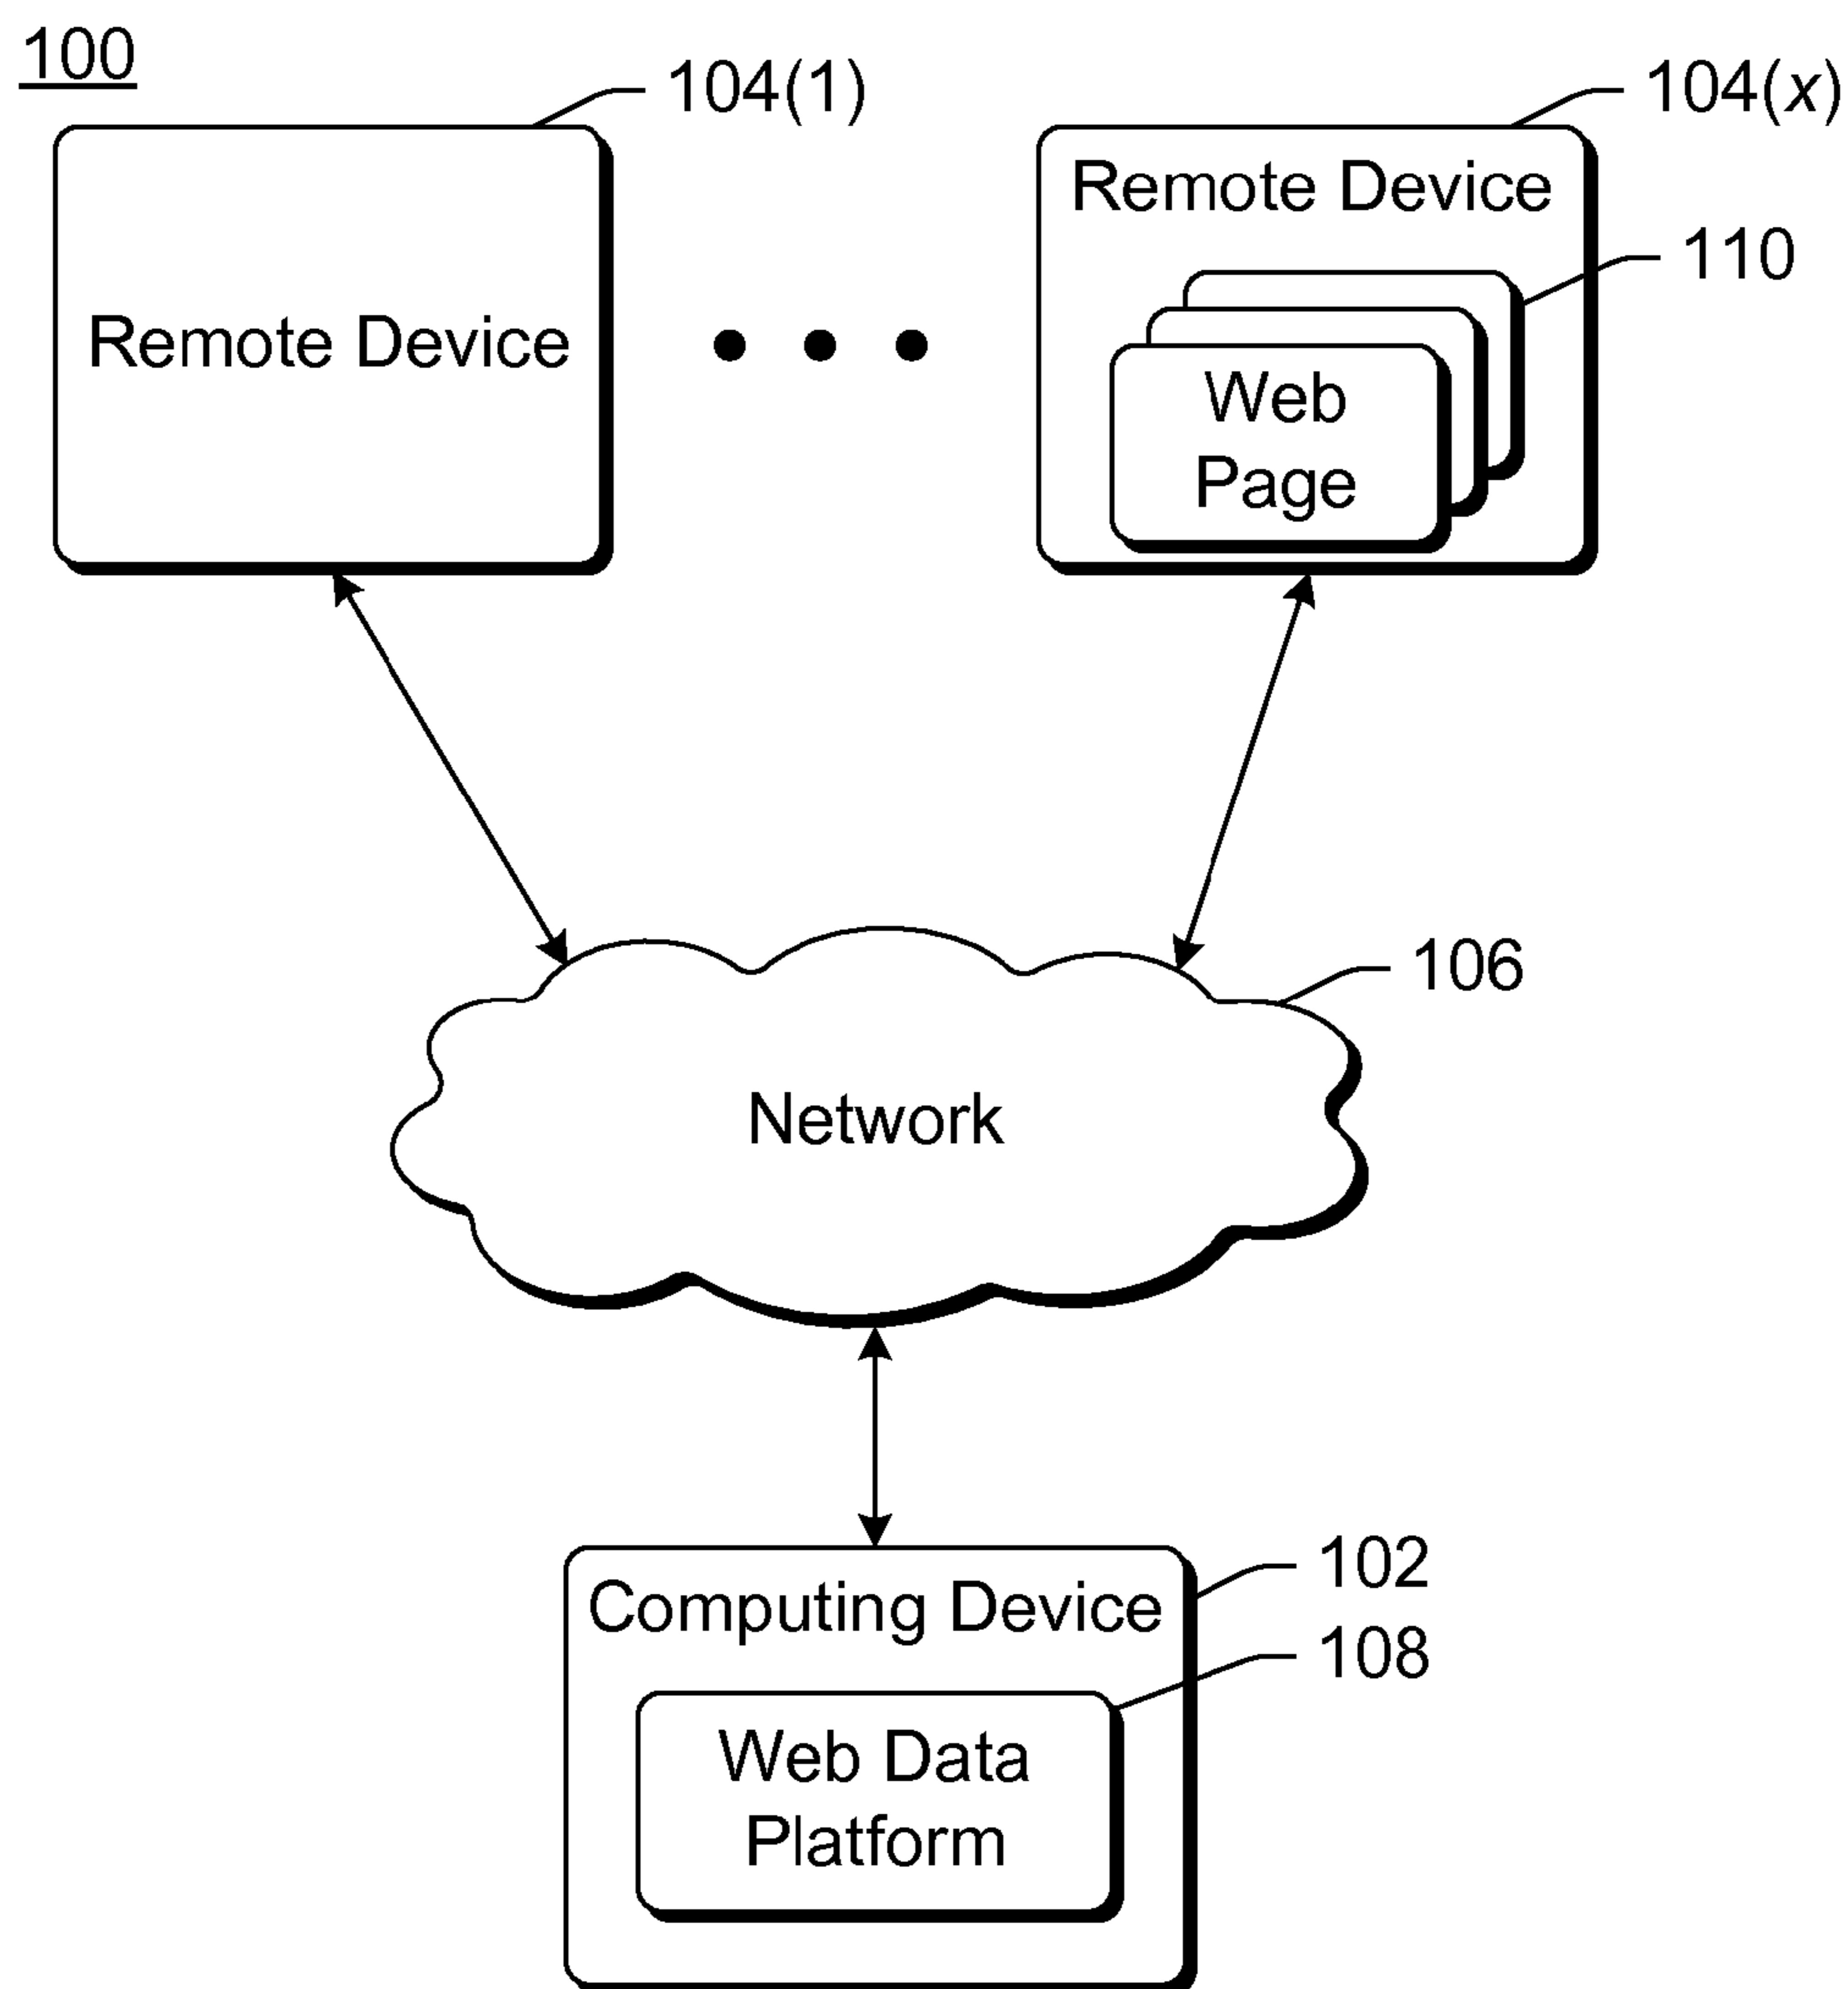 100
104(1)
104(x)
Remote Device
Remote Device
110
Web
Page
106
Network
102
Computing Device
108
Web Data
Platform